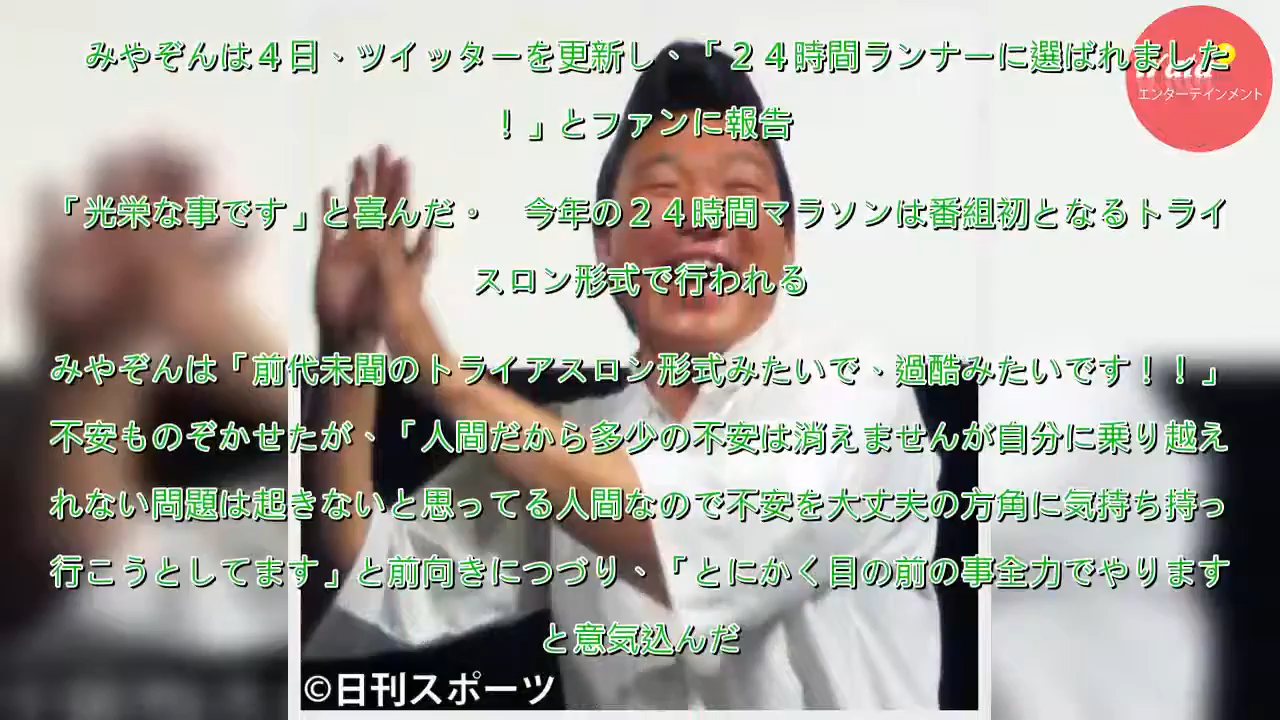 みやぞんは４日、ツイッターを更新し、「２４時間ランナーに選ばれました
！」とファンに報告
エンターテインメント
「光栄な事です」と喜んだ。　今年の２４時間マラソンは番組初となるトライ
スロン形式で行われる
みやぞんは「前代未聞のトライアスロン形式みたいで、過酷みたいです！！」
不安ものぞかせたが、「人間だから多少の不安は消えませんが自分に乗り越え
れない問題は起きないと思ってる人間なので不安を大丈夫の方角に気持ち持っ
行こうとしてます」と前向きにつづり、「とにかく目の前の事全力でやります
と意気込んだ
©日刊スポーツ